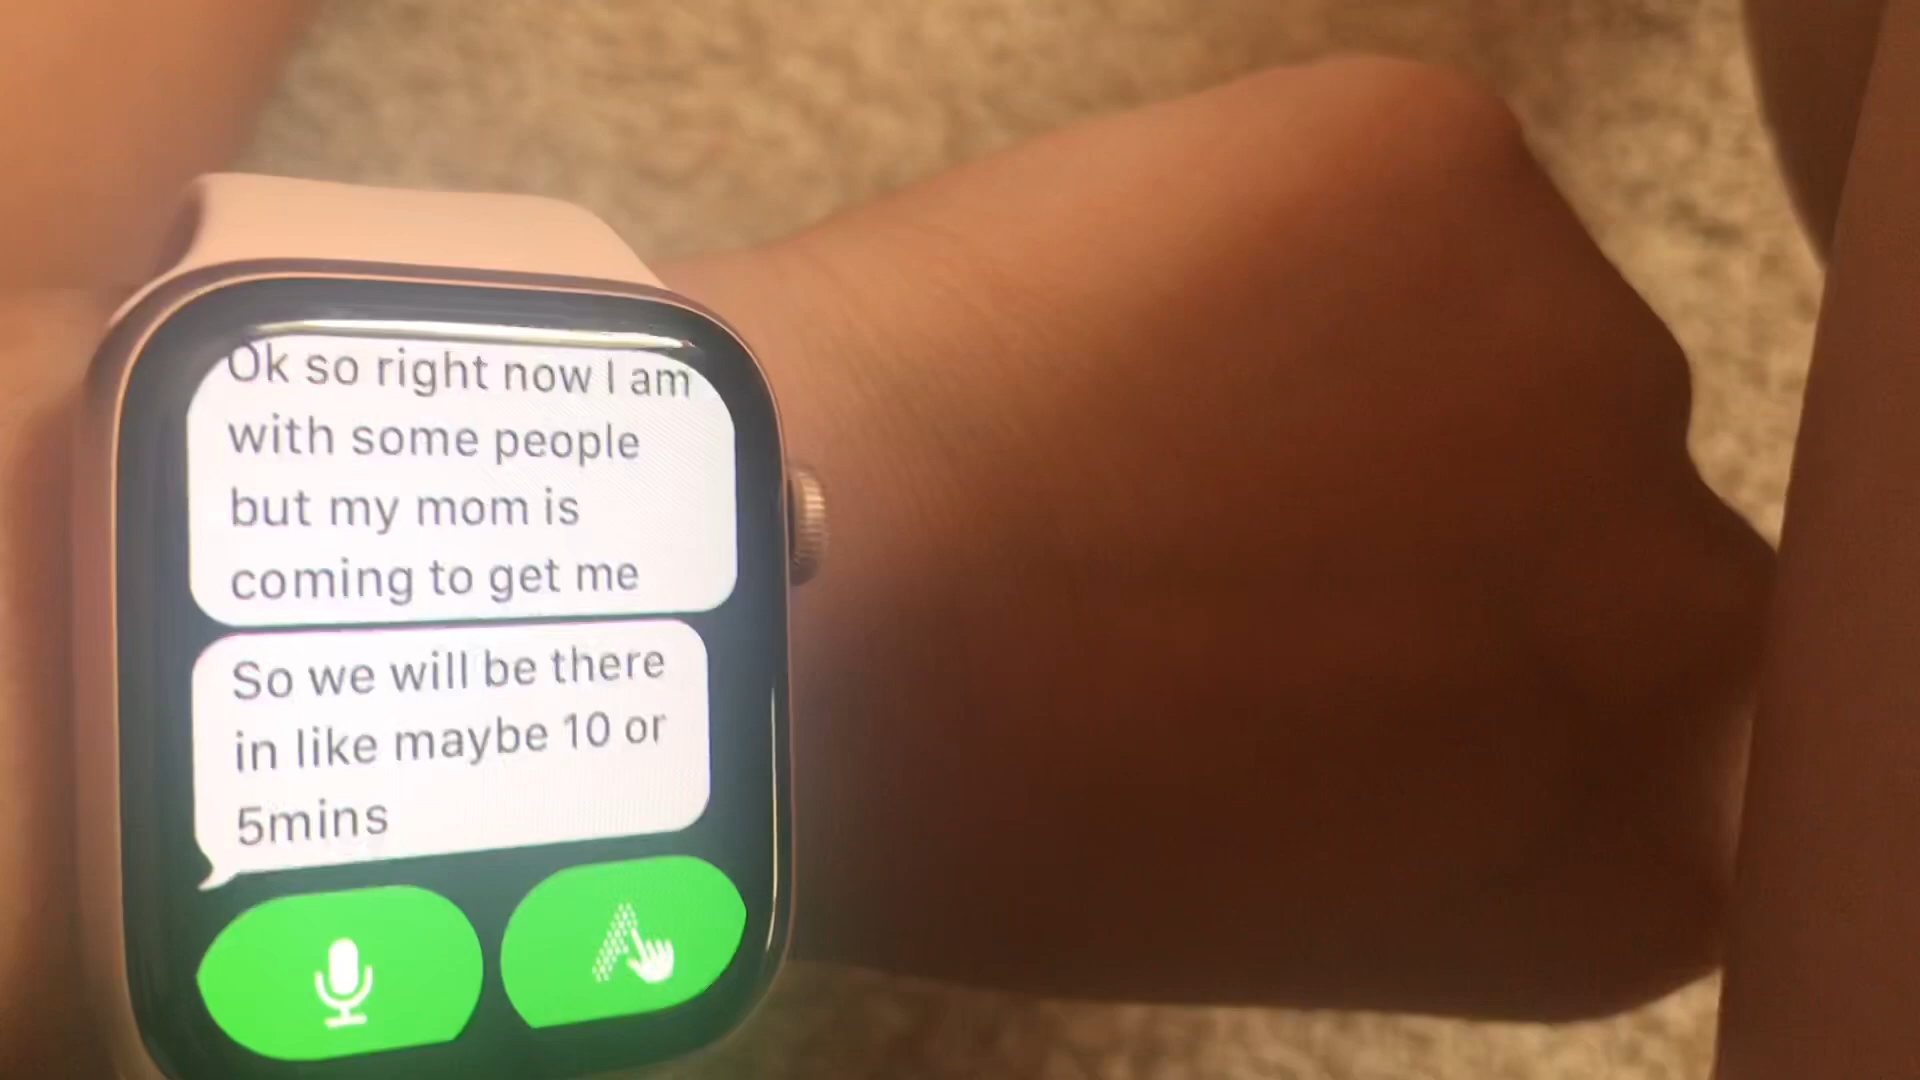 Ok so right now I am
with some people
but my mom is
coming to get me
So we will be there
in like maybe 10 or
5mins